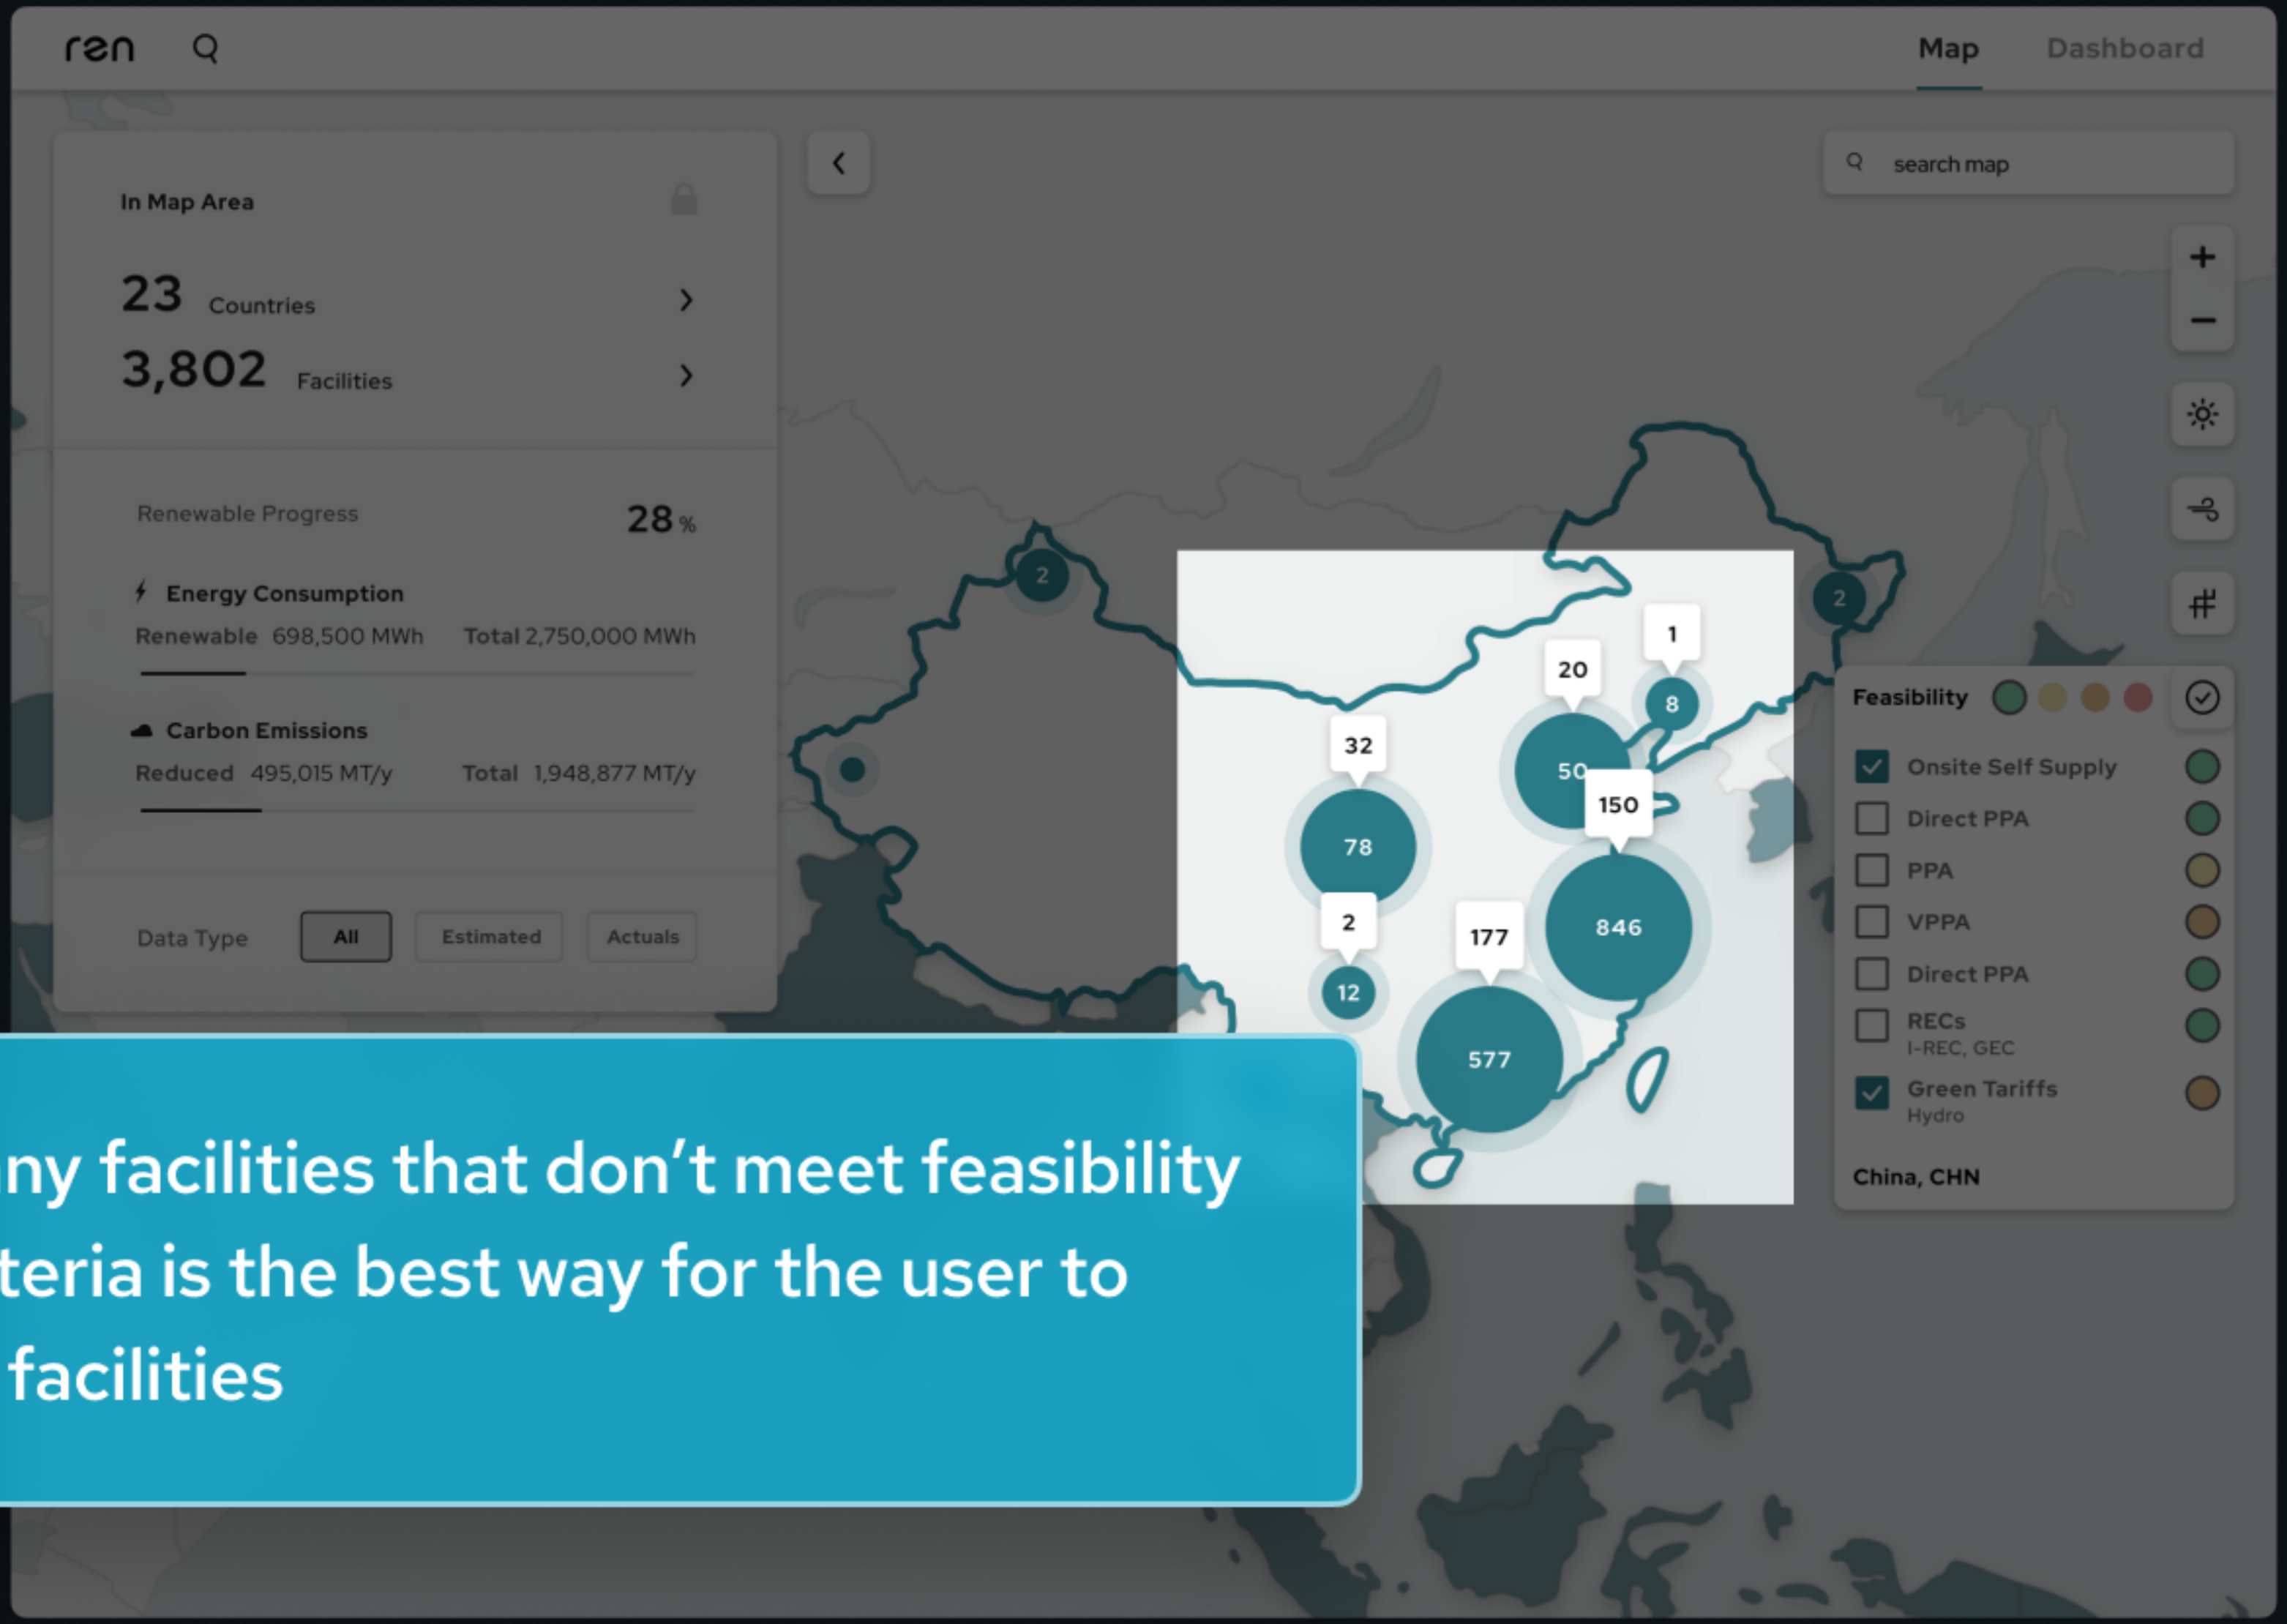 ren
Map Dashboard
In Map Area
search map
23 Countries
3,802 Facilities
Renewable Progress 28 %
Energy Consumption
Renewable 698,500 MWh Total 2,750,000 MWh
Carbon Emissions
Reduced 495,015 MT/y Total 1,948,877 MT/y
Data Type All Estimated Actuals
2
2
1
20
8
32
50
150
78
846
2
177
12
577
Feasibility
Onsite Self Supply
Direct PPA
PPA
VPPA
Direct PPA
RECs
I-REC, GEC
Green Tariffs
Hydro
China, CHN
ny facilities that don't meet feasibility
teria is the best way for the user to
facilities